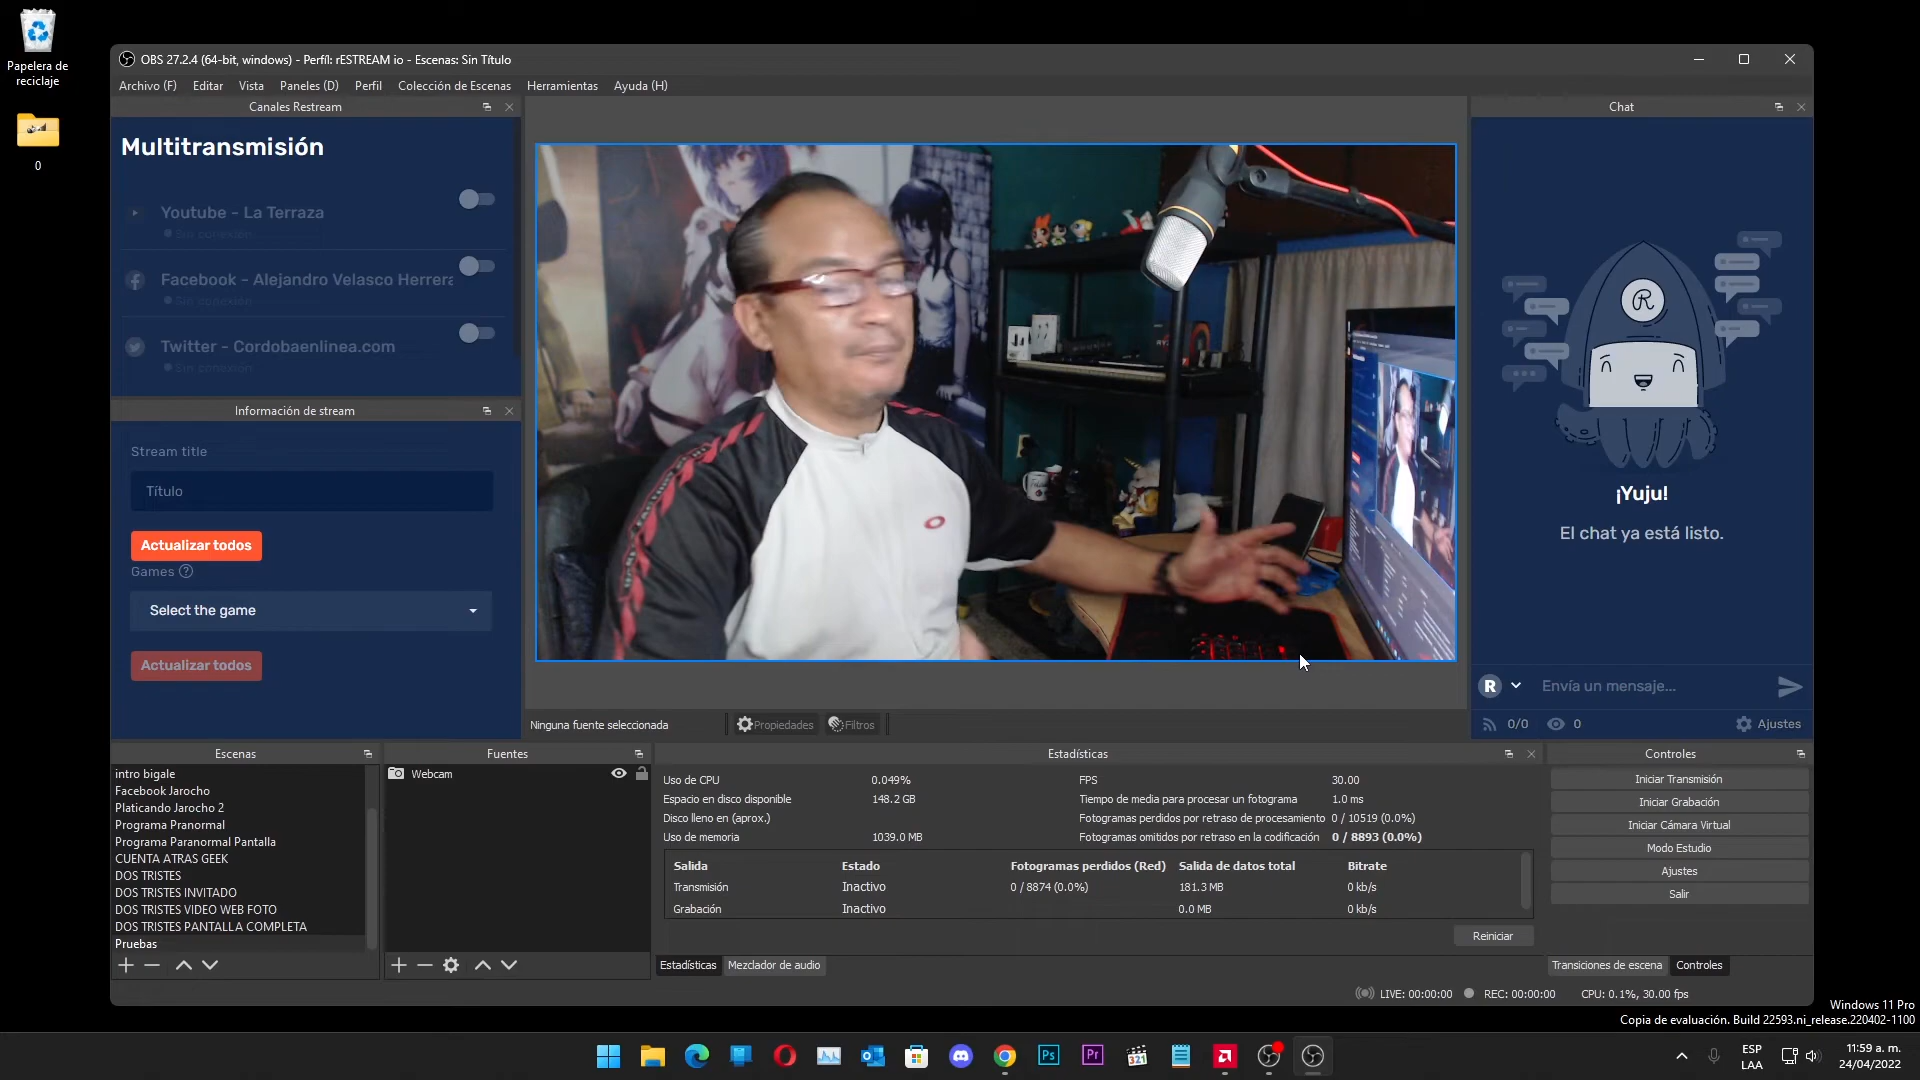 Papelera de
reciclaje
0
OBS 27.2.4 (64-bit, windows) - Perfil: rESTREAM io - Escenas: Sin Título
Archivo (F) Editar Vista Paneles (D) Perfil Colección de Escenas Herramientas Ayuda (H)
Canales Restream
Multitransmisión
Youtube - La Terraza
Sin conexión
Facebook - Alejandro Velasco Herrera
Sin conexión
Twitter - Cordobaenlinea.com
Sin conexión
Información de stream
Stream title
Título
Actualizar todos
Games ?
Select the game
Actualizar todos
Chat
R
¡Yuju!
El chat ya está listo.
R Envía un mensaje...
0/0 0 Ajustes
Ninguna fuente seleccionada Propiedades Filtros
Escenas
intro bigale
Facebook Jarocho
Platicando Jarocho 2
Programa Pranormal
Programa Paranormal Pantalla
CUENTA ATRAS GEEK
DOS TRISTES
DOS TRISTES INVITADO
DOS TRISTES VIDEO WEB FOTO
DOS TRISTES PANTALLA COMPLETA
Pruebas
Fuentes
Webcam
Estadísticas
Uso de CPU 0.049% FPS 30.00
Espacio en disco disponible 148.2 GB Tiempo de media para procesar un fotograma 1.0 ms
Disco lleno en (aprox.) Fotogramas perdidos por retraso de procesamiento 0 / 10519 (0.0%)
Uso de memoria 1039.0 MB Fotogramas omitidos por retraso en la codificación 0 / 8893 (0.0%)
Salida Estado Fotogramas perdidos (Red) Salida de datos total Bitrate
Transmisión Inactivo 0 / 8874 (0.0%) 181.3 MB 0 kb/s
Grabación Inactivo 0.0 MB 0 kb/s
Reiniciar
Estadísticas Mezclador de audio
Controles
Iniciar Transmisión
Iniciar Grabación
Iniciar Cámara Virtual
Modo Estudio
Ajustes
Salir
Transiciones de escena Controles
LIVE: 00:00:00 REC: 00:00:00 CPU: 0.1%, 30.00 fps
Windows 11 Pro
Copia de evaluación. Build 22593.ni_release.220402-1100
Ps
Pr
321
ESP
LAA
11:59 a. m.
24/04/2022